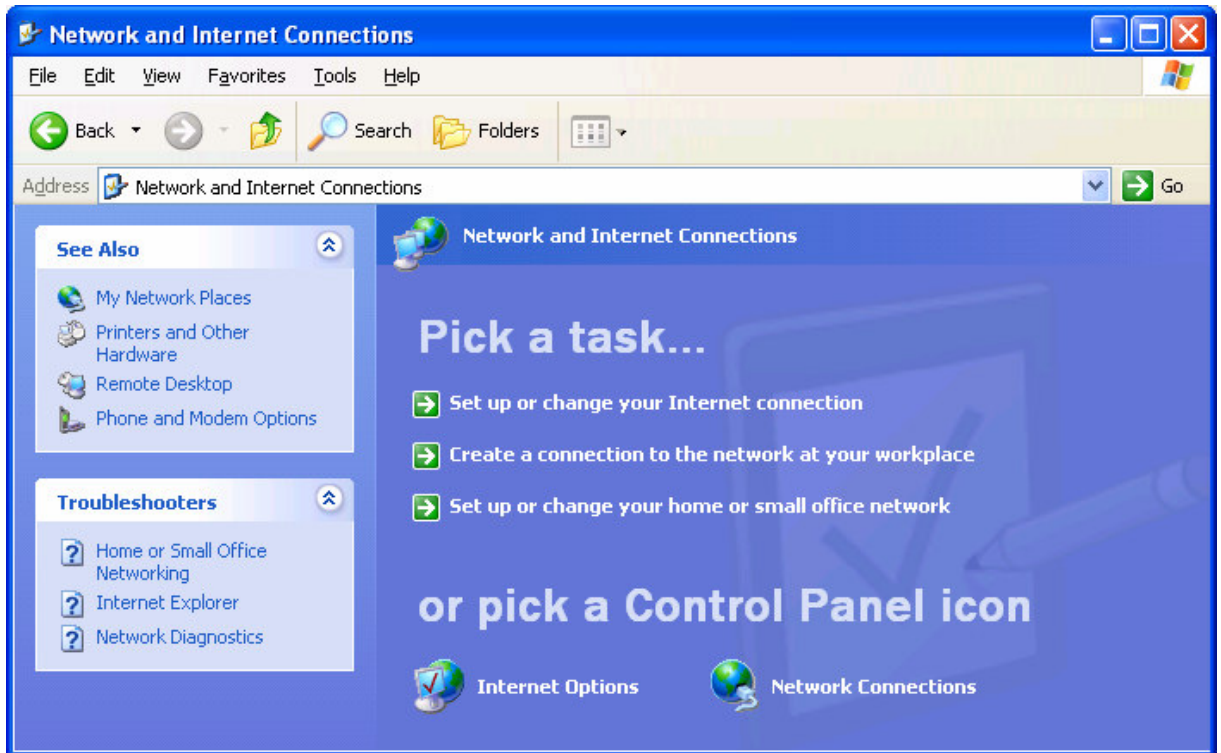 Network and Internet Connections
File Edit View Favorites Tools Help
Back Search Folders
Address Network and Internet Connections Go
See Also
My Network Places
Printers and Other
Hardware
Remote Desktop
Phone and Modem Options
Troubleshooters
Home or Small Office
Networking
Internet Explorer
Network Diagnostics
Network and Internet Connections
Pick a task...
Set up or change your Internet connection
Create a connection to the network at your workplace
Set up or change your home or small office network
or pick a Control Panel icon
Internet Options Network Connections